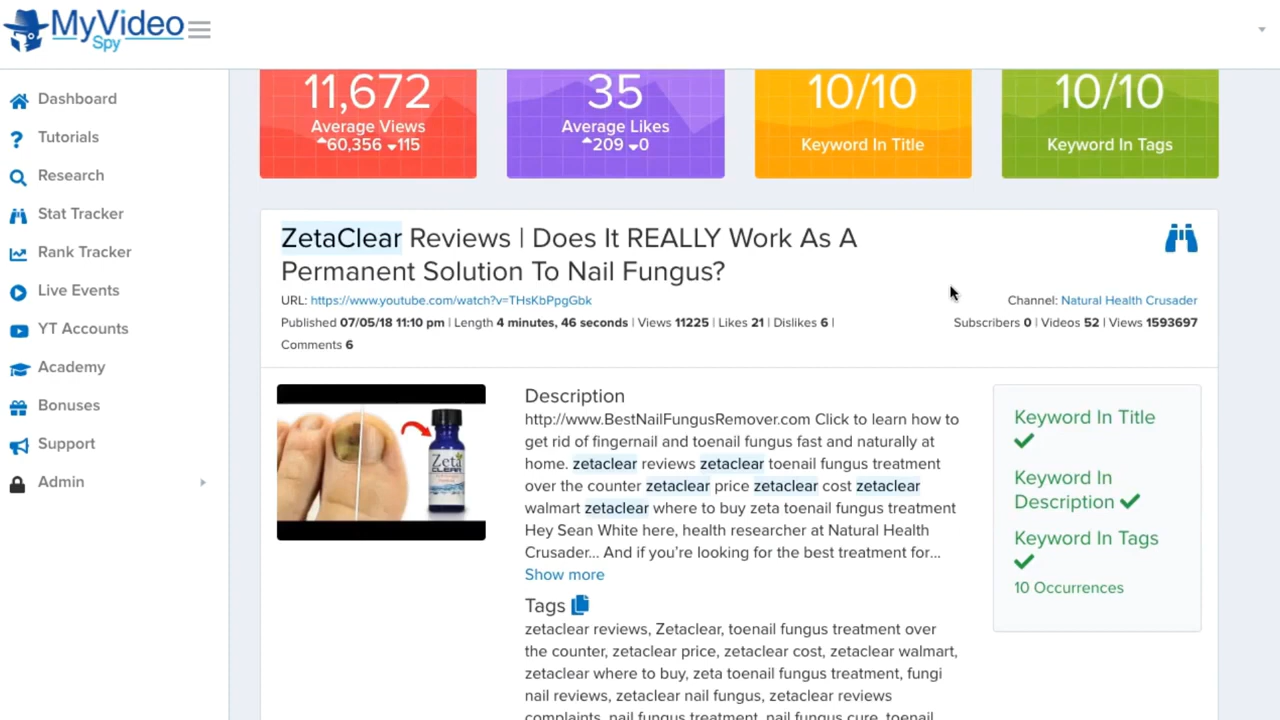 MyVideo
Spy
Dashboard
Tutorials
Research
Stat Tracker
Rank Tracker
Live Events
YT Accounts
Academy
Bonuses
Support
Admin
11,672
Average Views
60,356 115
35
Average Likes
209 0
10/10
Keyword In Title
10/10
Keyword In Tags
ZetaClear Reviews | Does It REALLY Work As A
Permanent Solution To Nail Fungus?
URL: https://www.youtube.com/watch?v=THsKbPpgGbk
Channel: Natural Health Crusader
Published 07/05/18 11:10 pm | Length 4 minutes, 46 seconds | Views 11225 | Likes 21 | Dislikes 6 |
Comments 6
Subscribers 0 | Videos 52 | Views 1593697
Zeta
CLEAR
Description
http://www.BestNailFungusRemover.com Click to learn how to
get rid of fingernail and toenail fungus fast and naturally at
home. zetaclear reviews zetaclear toenail fungus treatment
over the counter zetaclear price zetaclear cost zetaclear
walmart zetaclear where to buy zeta toenail fungus treatment
Hey Sean White here, health researcher at Natural Health
Crusader... And if you're looking for the best treatment for...
Show more
Tags
zetaclear reviews, Zetaclear, toenail fungus treatment over
the counter, zetaclear price, zetaclear cost, zetaclear walmart,
zetaclear where to buy, zeta toenail fungus treatment, fungi
nail reviews, zetaclear nail fungus, zetaclear reviews
complaints, nail fungus treatment, nail fungus cure, toenail
Keyword In Title
Keyword In
Description
Keyword In Tags
10 Occurrences